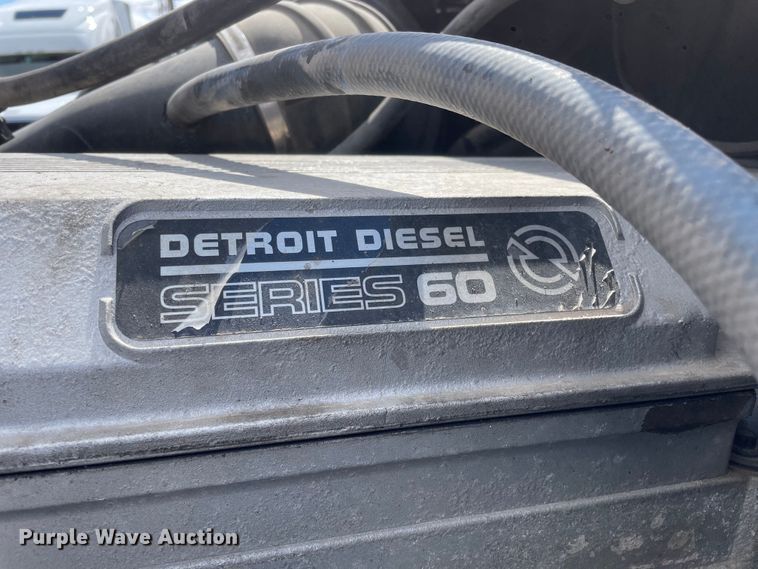 DETROIT DIESEL
SERIES 60
Purple Wave Auction